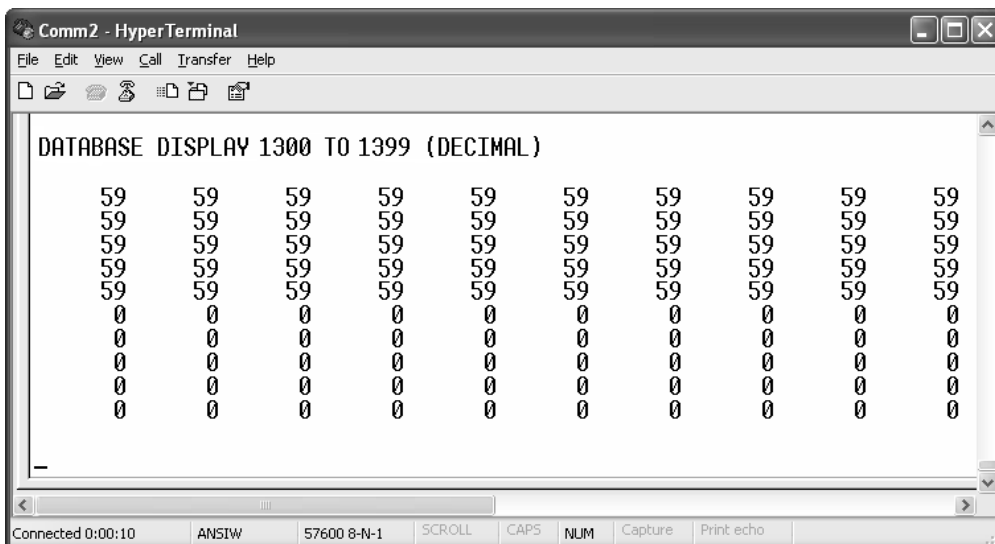 Comm2 - HyperTerminal
File Edit View Call Transfer Help
DATABASE DISPLAY 1300 TO 1399 (DECIMAL)
59 59 59 59 59 59 59 59 59 59
59 59 59 59 59 59 59 59 59 59
59 59 59 59 59 59 59 59 59 59
59 59 59 59 59 59 59 59 59 59
59 59 59 59 59 59 59 59 59 59
0 0 0 0 0 0 0 0 0 0
0 0 0 0 0 0 0 0 0 0
0 0 0 0 0 0 0 0 0 0
0 0 0 0 0 0 0 0 0 0
0 0 0 0 0 0 0 0 0 0
Connected 0:00:10 ANSIW 57600 8-N-1 SCROLL CAPS NUM Capture Print echo